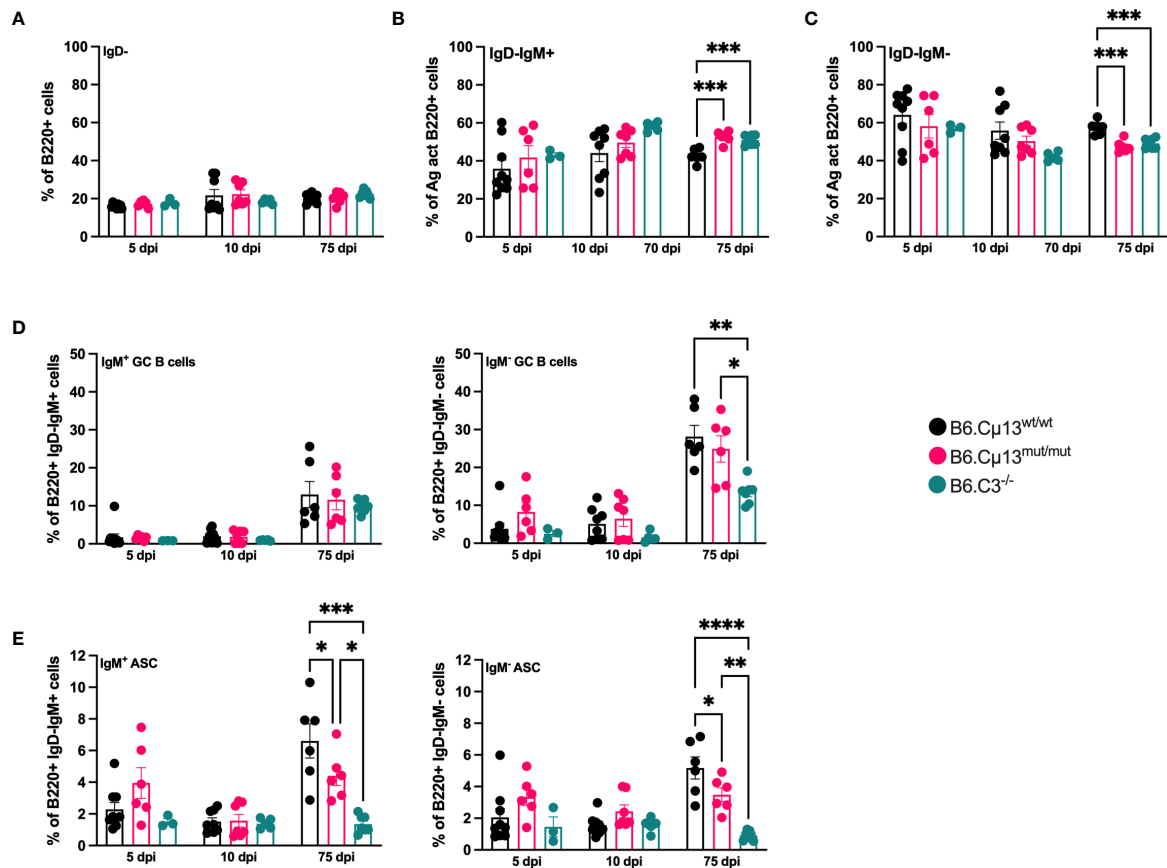 A
B
C
IgD-
IgD-IgM+
IgD-IgM-
***
***
***
***
% of B220+ cells
100
80
60
40
20
0
5 dpi
10 dpi
75 dpi
% of Ag act B220+ cells
100
80
60
40
20
0
5 dpi
10 dpi
70 dpi
75 dpi
% of Ag act B220+ cells
100
80
60
40
20
0
5 dpi
10 dpi
70 dpi
75 dpi
D
IgM+ GC B cells
IgM- GC B cells
**
*
% of B220+ IgD-IgM+ cells
50
40
30
20
10
0
5 dpi
10 dpi
75 dpi
% of B220+ IgD-IgM- cells
50
40
30
20
10
0
5 dpi
10 dpi
75 dpi
B6.Cμ13wt/wt
B6.Cμ13mut/mut
B6.C3-/-
E
IgM+ ASC
IgM- ASC
***
*
*
****
**
*
% of B220+ IgD-IgM+ cells
12
10
8
6
4
2
0
5 dpi
10 dpi
75 dpi
% of B220+ IgD-IgM- cells
12
10
8
6
4
2
0
5 dpi
10 dpi
75 dpi